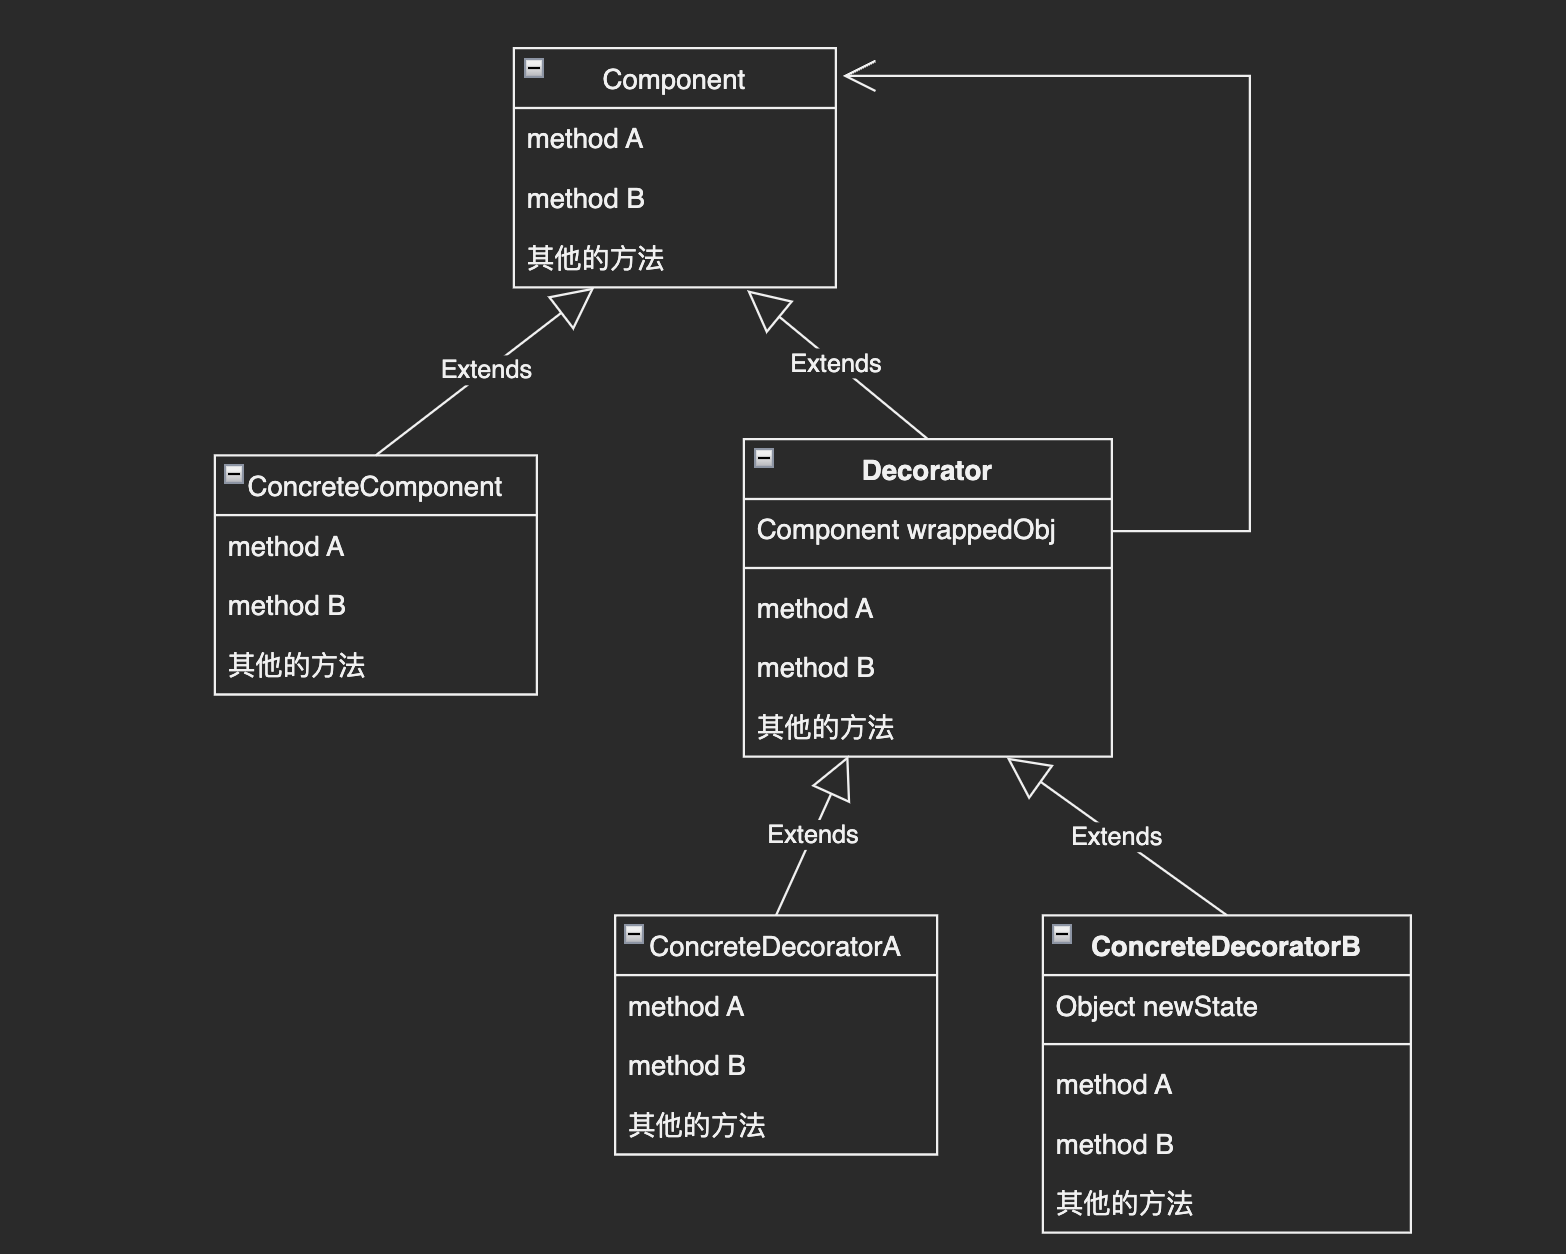 Component
method A
method B
其他的方法
Extends
Extends
ConcreteComponent
method A
method B
其他的方法
Decorator
Component wrappedObj
method A
method B
其他的方法
Extends
Extends
ConcreteDecoratorA
method A
method B
其他的方法
ConcreteDecoratorB
Object newState
method A
method B
其他的方法